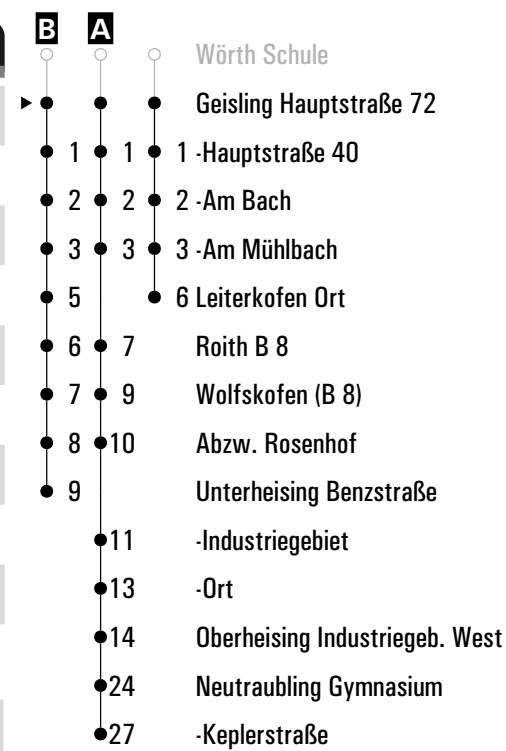 B A
Wörth Schule
Geisling Hauptstraße 72
1 1 1 -Hauptstraße 40
2 2 2 -Am Bach
3 3 3 -Am Mühlbach
5 6 Leiterkofen Ort
6 7 Roith B 8
7 9 Wolfskofen (B 8)
8 10 Abzw. Rosenhof
9 Unterheising Benzstraße
11 -Industriegebiet
13 -Ort
14 Oberheising Industriegeb. West
24 Neutraubling Gymnasium
27 -Keplerstraße